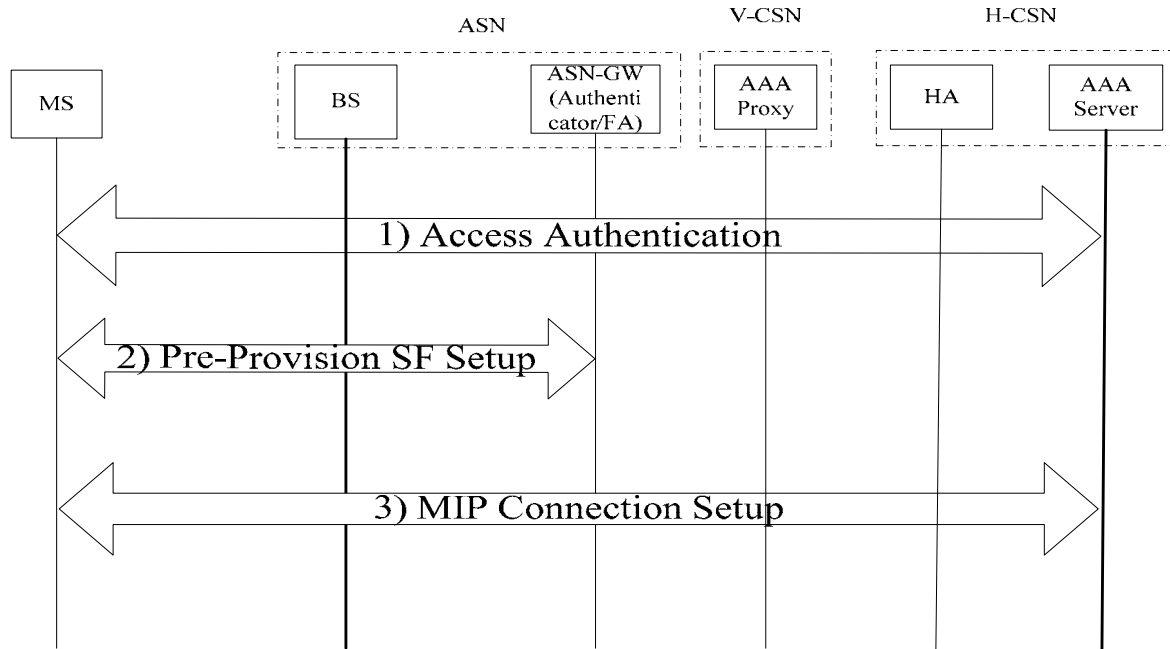 ASN
V-CSN
H-CSN
MS
BS
ASN-GW
(Authenti
cator/FA)
AAA
Proxy
HA
AAA
Server
1) Access Authentication
2) Pre-Provision SF Setup
3) MIP Connection Setup